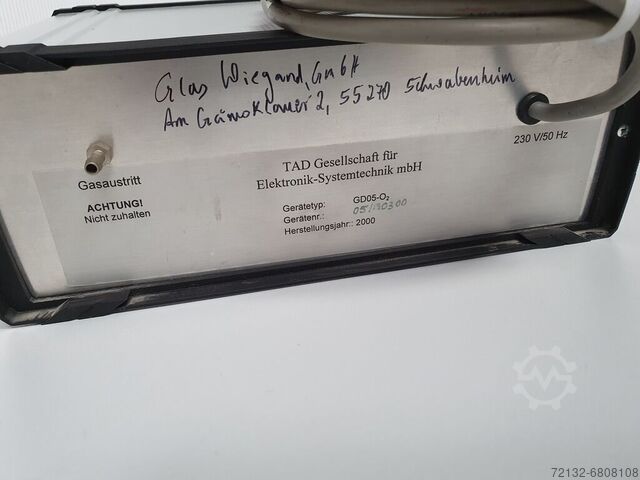 Glas Wiegand, GmbH
Am 2, 55270 Schwabenheim
230 V/50 Hz
TAD Gesellschaft für
Elektronik-Systemtechnik mbH
Gasaustritt
ACHTUNG!
Nicht zuhalten
Gerätetyp: GD05-O₂
Gerätenr.:
Herstellungsjahr.: 2000
72132-6808108